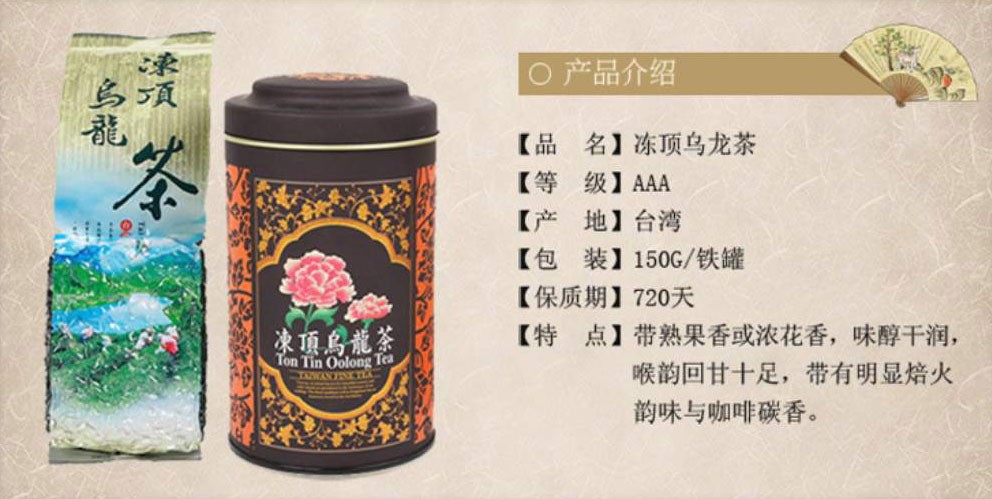 凍頂
烏龍
茶
凍頂烏龍茶
Ton Tin Oolong Tea
TAIWAN FINE TEA
○ 产品介绍
【品　名】冻顶乌龙茶
【等　级】AAA
【产　地】台湾
【包　装】150G/铁罐
【保质期】720天
【特　点】带熟果香或浓花香，味醇干润，
喉韵回甘十足，带有明显焙火
韵味与咖啡碳香。